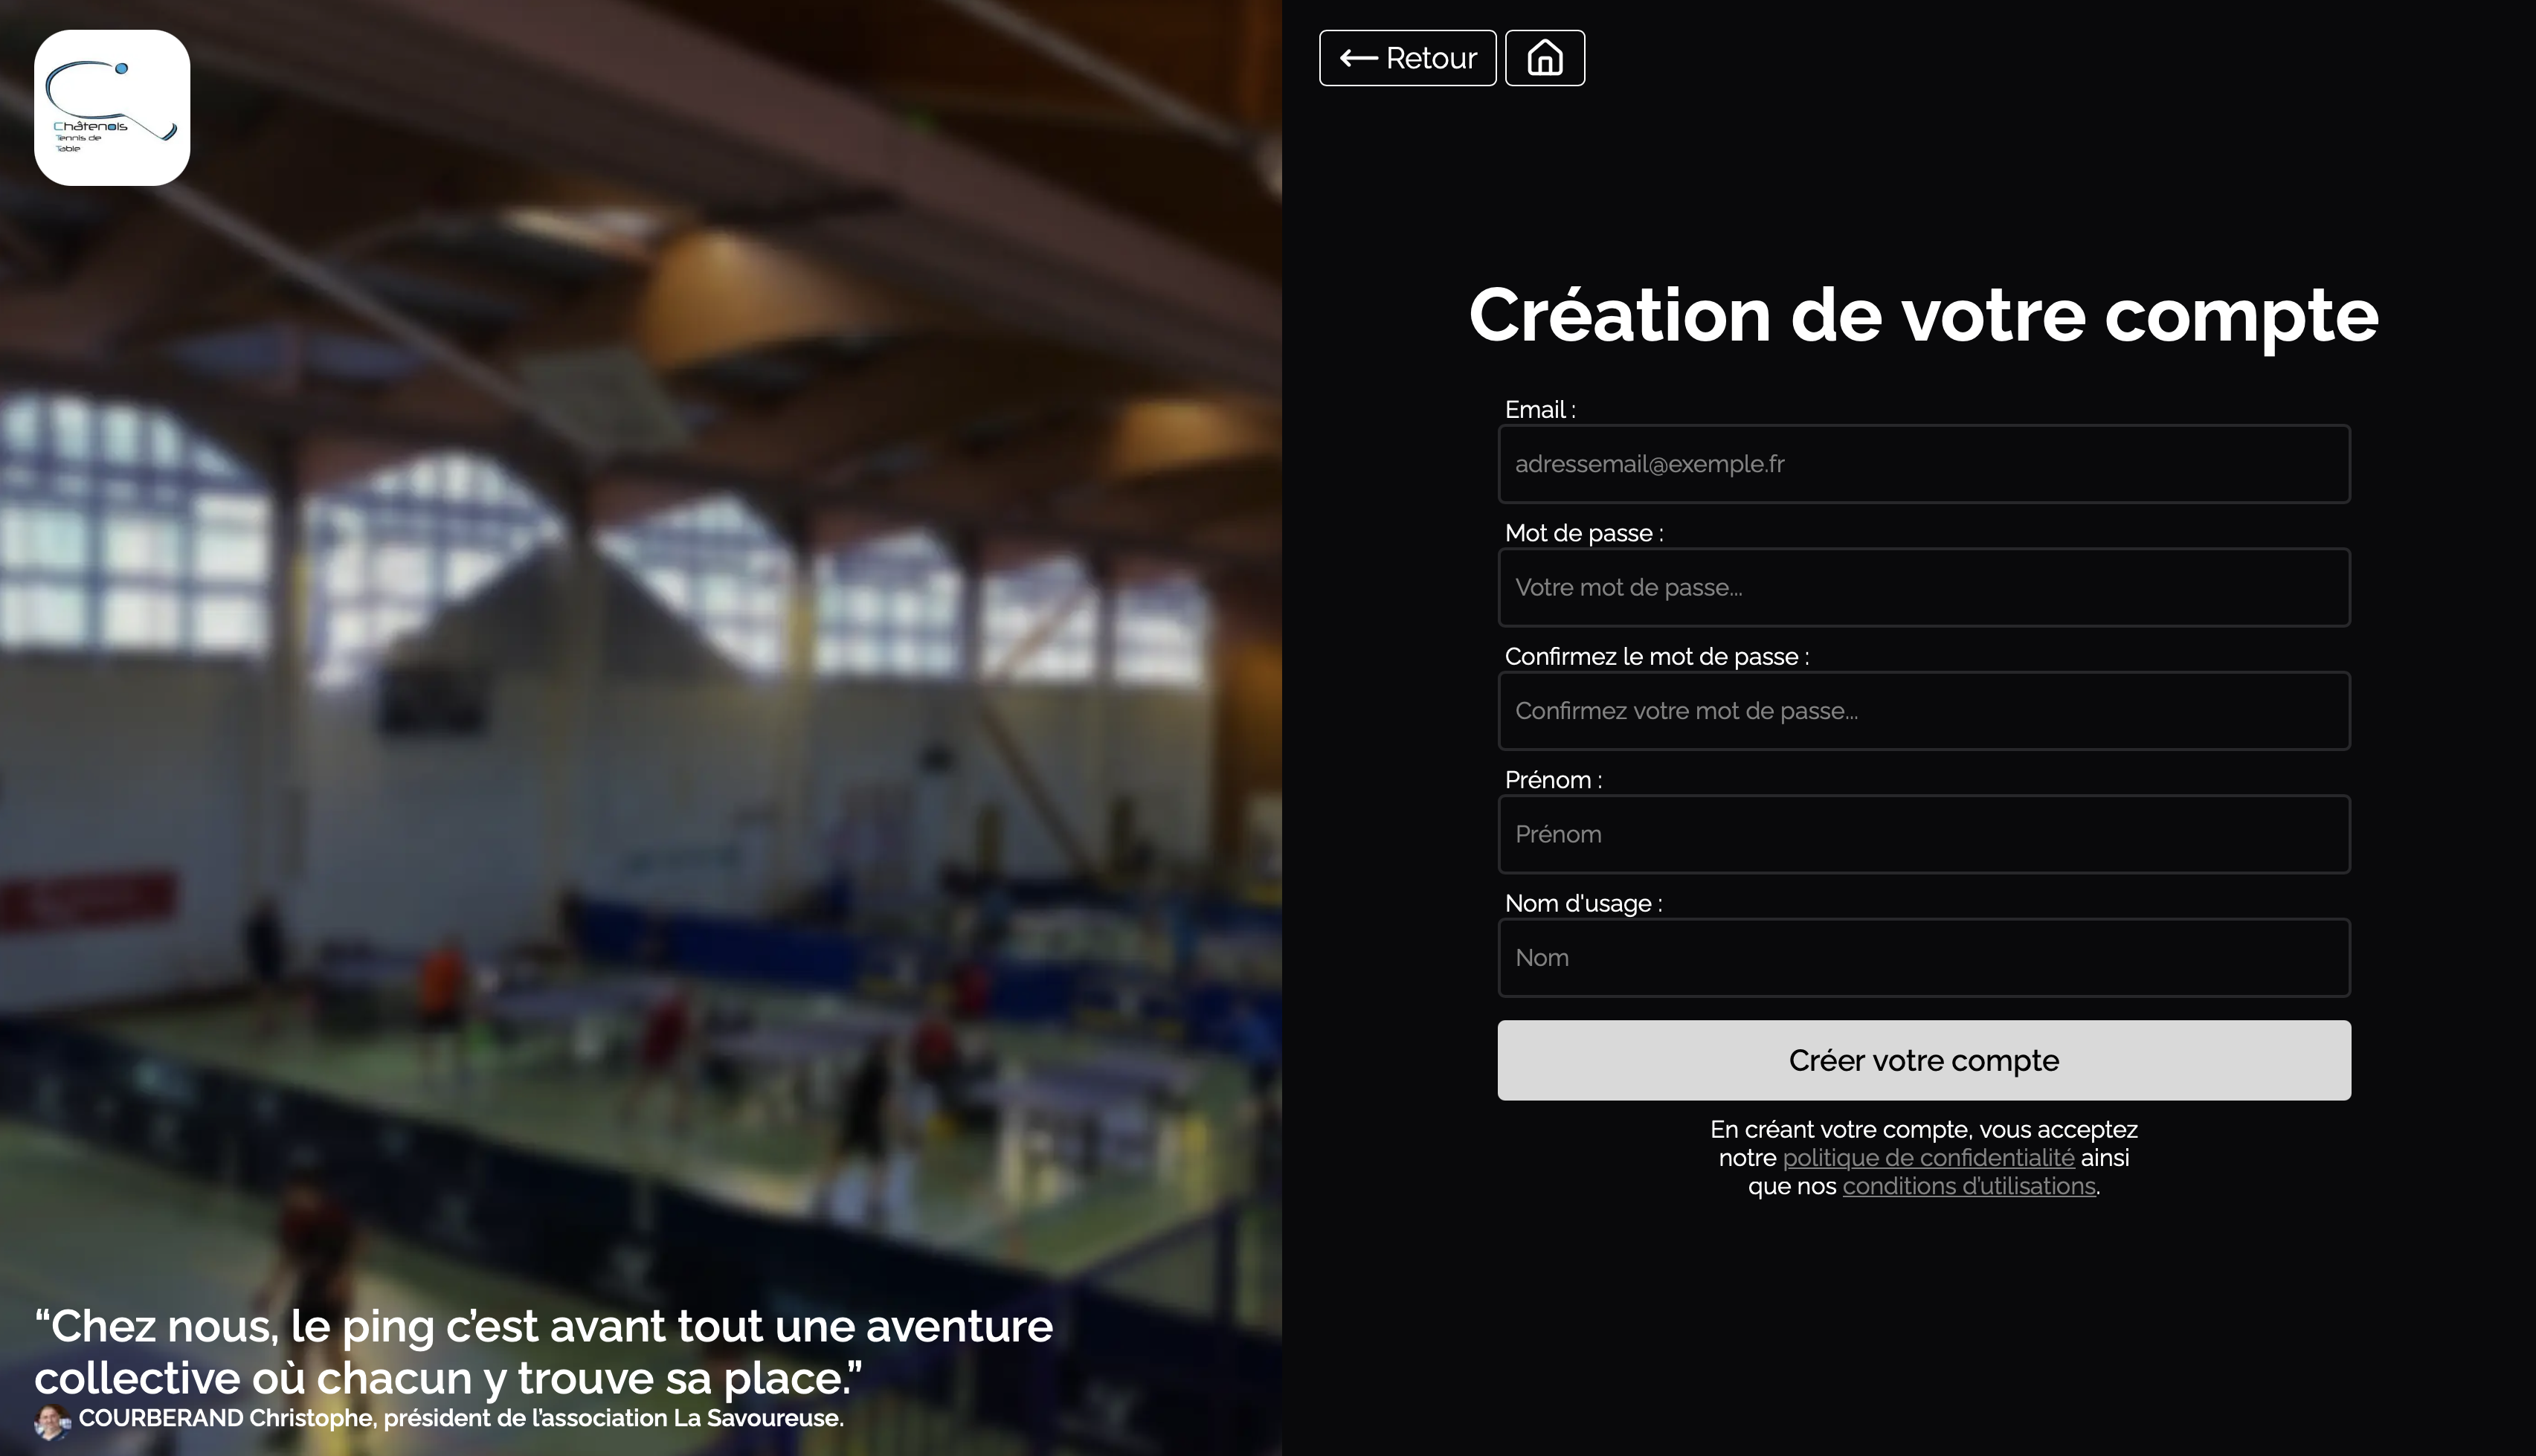 Châtenois
Tennis de
Table
“Chez nous, le ping c’est avant tout une aventure
collective où chacun y trouve sa place.”
COURBERAND Christophe, président de l’association La Savoureuse.
Retour
Création de votre compte
Email :
adressemail@exemple.fr
Mot de passe :
Votre mot de passe...
Confirmez le mot de passe :
Confirmez votre mot de passe...
Prénom :
Prénom
Nom d'usage :
Nom
Créer votre compte
En créant votre compte, vous acceptez
notre politique de confidentialité ainsi
que nos conditions d’utilisations.